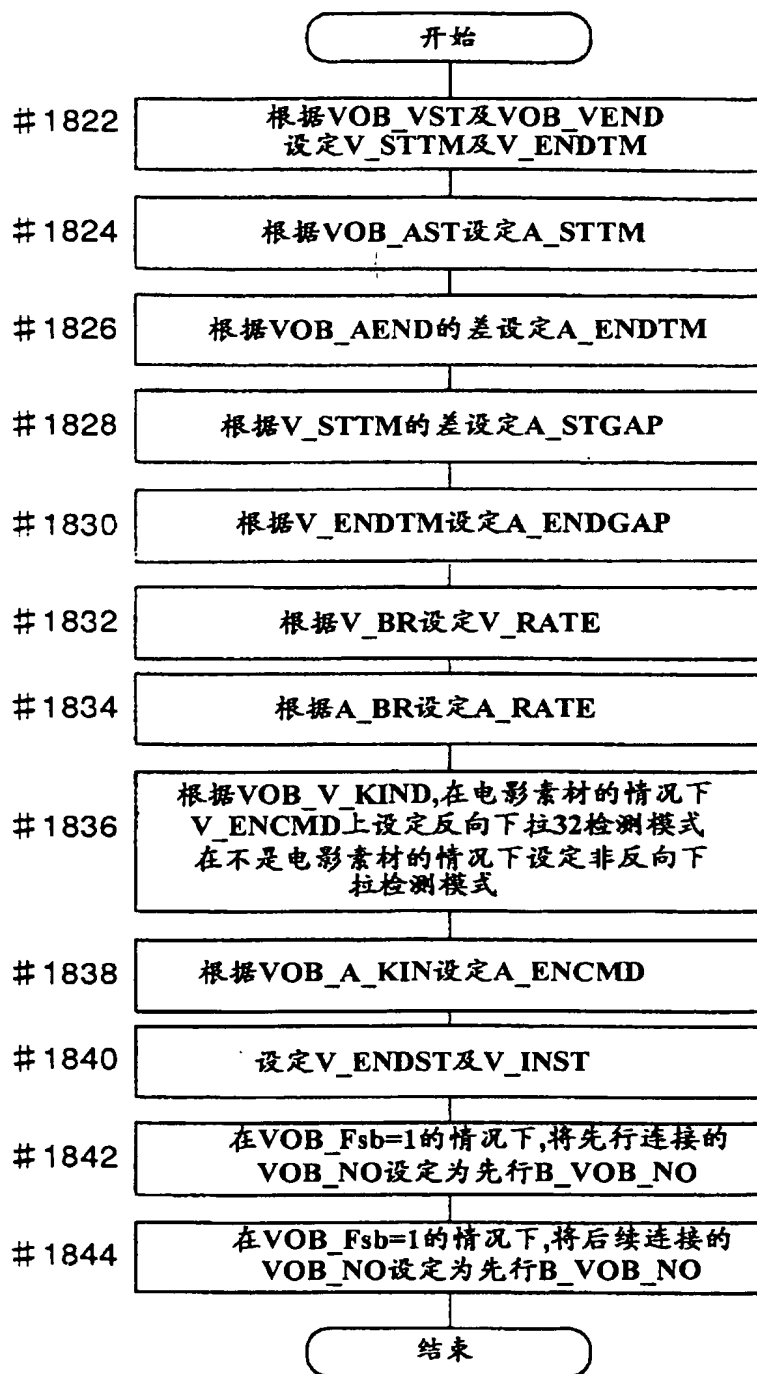 开始
#1822
根据VOB_VST及VOB_VEND
设定V_STTM及V_ENDTM
#1824
根据VOB_AST设定A_STTM
#1826
根据VOB_AEND的差设定A_ENDTM
#1828
根据V_STTM的差设定A_STGAP
#1830
根据V_ENDTM设定A_ENDGAP
#1832
根据V_BR设定V_RATE
#1834
根据A_BR设定A_RATE
#1836
根据VOB_V_KIND,在电影素材的情况下
V_ENCMD上设定反向下拉32检测模式
在不是电影素材的情况下设定非反向下
拉检测模式
#1838
根据VOB_A_KIN设定A_ENCMD
#1840
设定V_ENDST及V_INST
#1842
在VOB_Fsb=1的情况下,将先行连接的
VOB_NO设定为先行B_VOB_NO
#1844
在VOB_Fsb=1的情况下,将后续连接的
VOB_NO设定为先行B_VOB_NO
结束